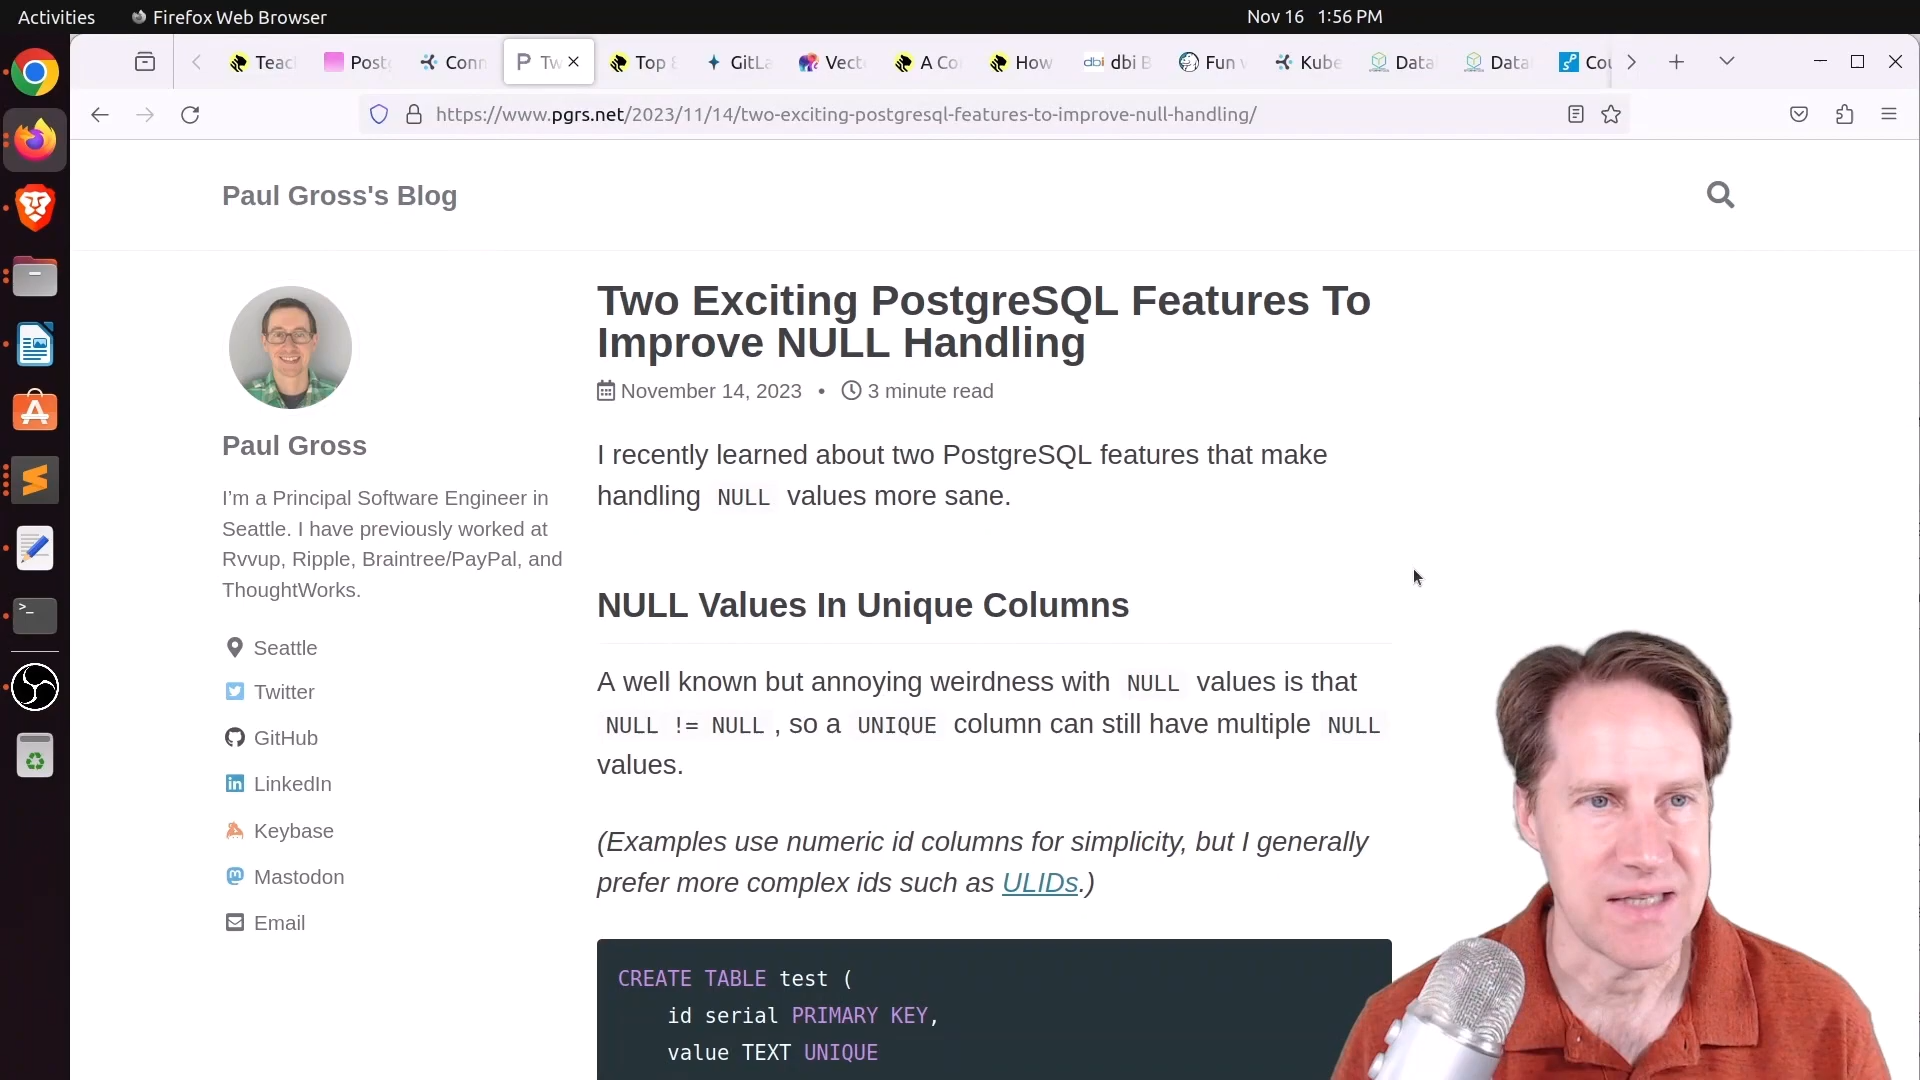 Activities
Firefox Web Browser
Nov 16 1:56 PM
Teac
Post
Conn
Tw
Top
GitLa
Vect
A Co
How
dbi dbi B
Fun
Kube
Data
Data
Cou
https://www.pgrs.net/2023/11/14/two-exciting-postgresql-features-to-improve-null-handling/
Paul Gross's Blog
Paul Gross
I'm a Principal Software Engineer in
Seattle. I have previously worked at
Rvvup, Ripple, Braintree/PayPal, and
ThoughtWorks.
Seattle
Twitter
GitHub
LinkedIn
Keybase
Mastodon
Email
Two Exciting PostgreSQL Features To
Improve NULL Handling
November 14, 2023 • 3 minute read
I recently learned about two PostgreSQL features that make
handling NULL values more sane.
NULL Values In Unique Columns
A well known but annoying weirdness with NULL values is that
NULL != NULL, so a UNIQUE column can still have multiple NULL
values.
(Examples use numeric id columns for simplicity, but I generally
prefer more complex ids such as ULIDs.)
CREATE TABLE test (
id serial PRIMARY KEY,
value TEXT UNIQUE